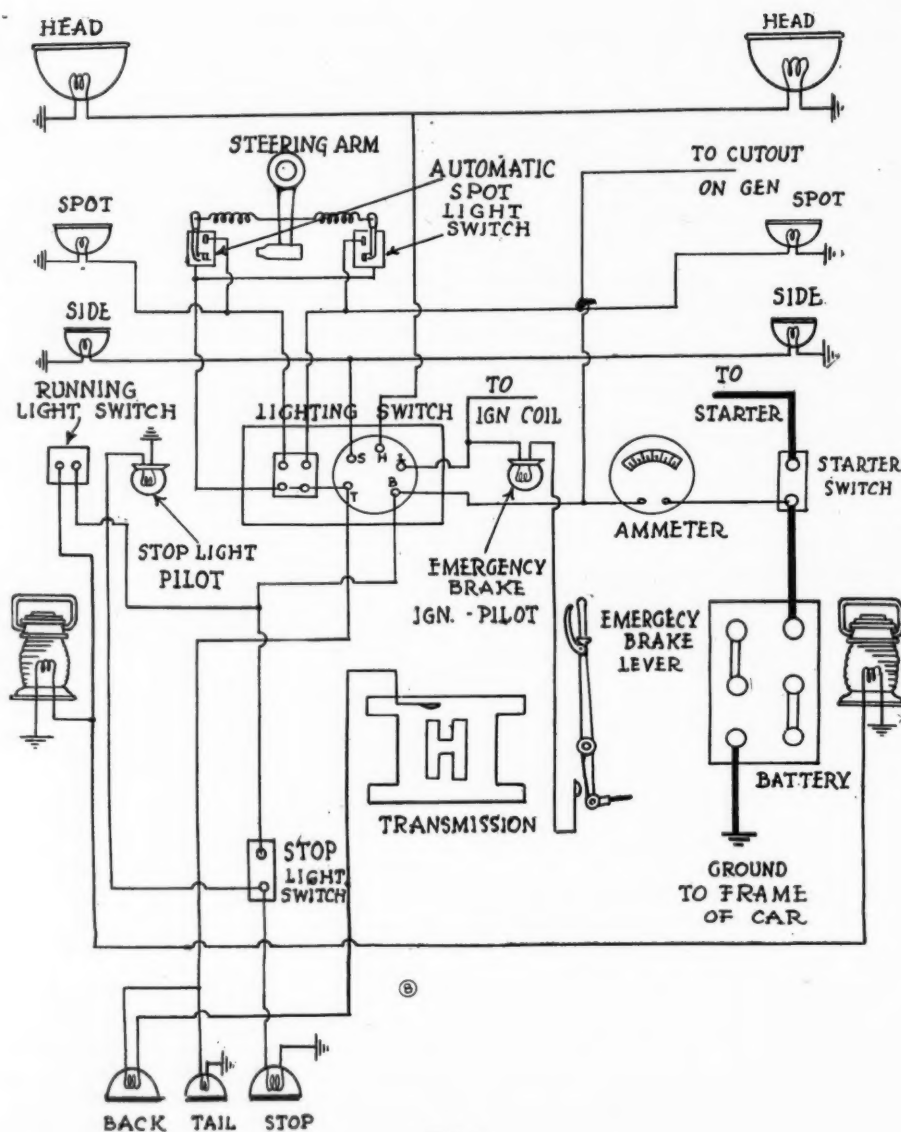 HEAD
HEAD
STEERING ARM
AUTOMATIC
SPOT
LIGHT
SWITCH
TO CUTOUT
ON GEN
SPOT
SPOT
SIDE
SIDE
RUNNING
LIGHT SWITCH
LIGHTING SWITCH
TO
IGN COIL
TO
STARTER
STARTER
SWITCH
S
H
I
T
B
STOP LIGHT
PILOT
EMERGENCY
BRAKE
IGN. - PILOT
AMMETER
EMERGECY
BRAKE
LEVER
H
TRANSMISSION
BATTERY
STOP
LIGHT
SWITCH
GROUND
TO FRAME
OF CAR
B
BACK
TAIL
STOP